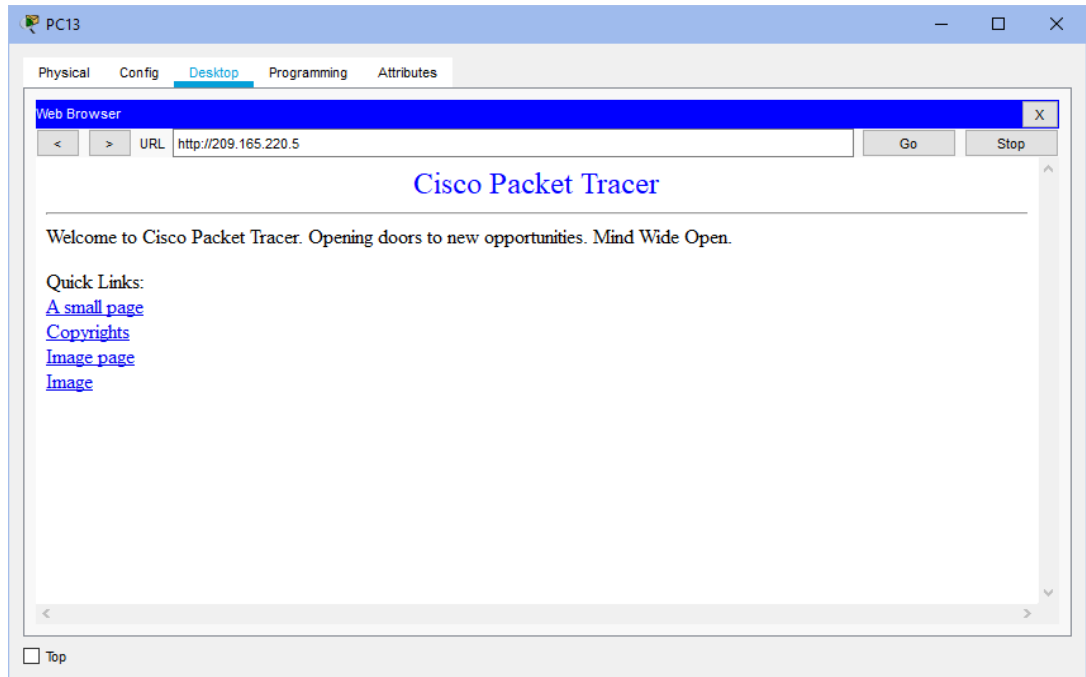 PC13
Physical Config Desktop Programming Attributes
Web Browser X
< > URL http://209.165.220.5 Go Stop
Cisco Packet Tracer
Welcome to Cisco Packet Tracer. Opening doors to new opportunities. Mind Wide Open.
Quick Links:
A small page
Copyrights
Image page
Image
Top